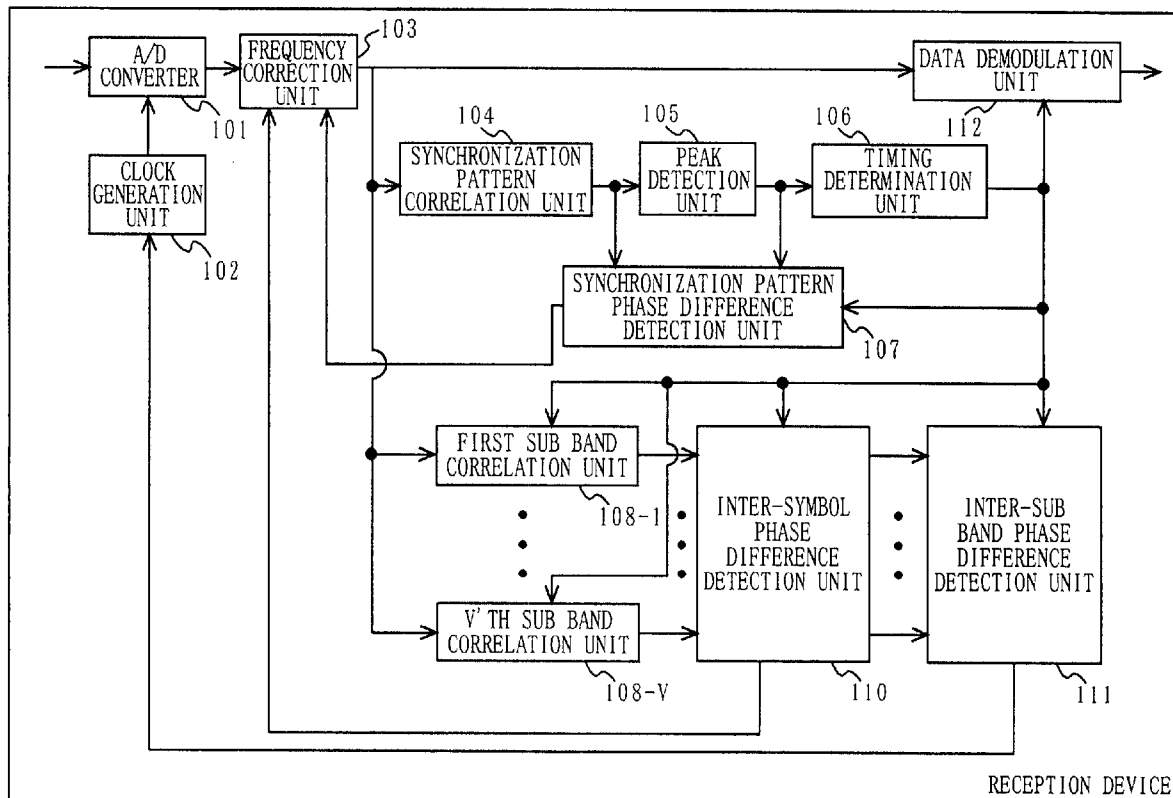 A/D
CONVERTER
101
FREQUENCY
CORRECTION
UNIT
103
DATA DEMODULATION
UNIT
112
CLOCK
GENERATION
UNIT
102
104
SYNCHRONIZATION
PATTERN
CORRELATION UNIT
105
PEAK
DETECTION
UNIT
106
TIMING
DETERMINATION
UNIT
SYNCHRONIZATION PATTERN
PHASE DIFFERENCE
DETECTION UNIT
107
FIRST SUB BAND
CORRELATION UNIT
108-1
V'TH SUB BAND
CORRELATION UNIT
108-V
INTER-SYMBOL
PHASE
DIFFERENCE
DETECTION UNIT
110
INTER-SUB
BAND PHASE
DIFFERENCE
DETECTION UNIT
111
RECEPTION DEVICE